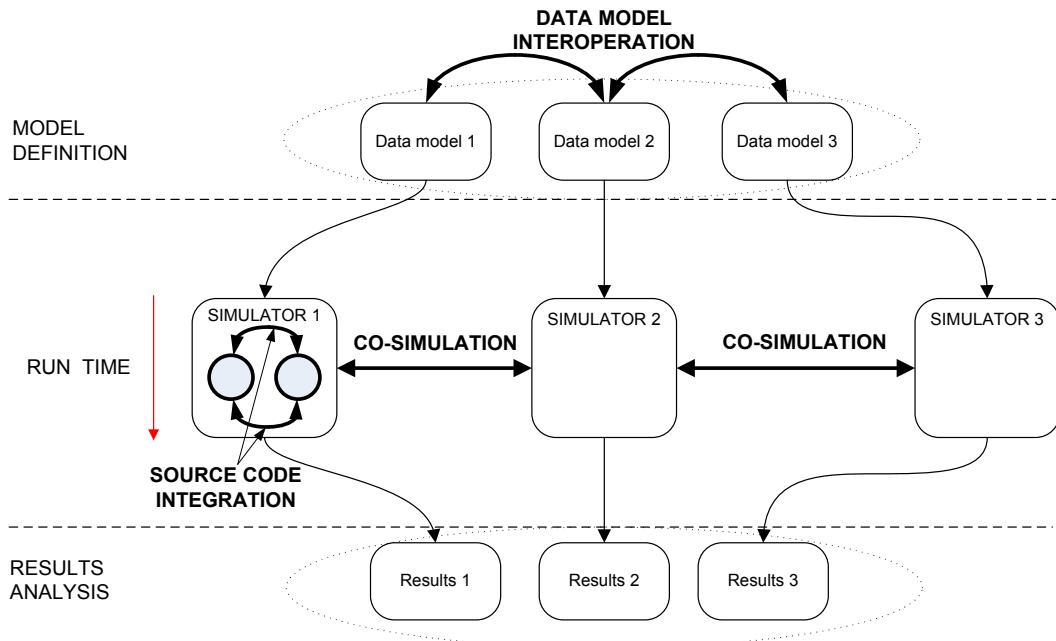 DATA MODEL
INTEROPERATION
MODEL
DEFINITION
Data model 1
Data model 2
Data model 3
RUN TIME
SIMULATOR 1
SIMULATOR 2
SIMULATOR 3
CO-SIMULATION
CO-SIMULATION
SOURCE CODE
INTEGRATION
RESULTS
ANALYSIS
Results 1
Results 2
Results 3